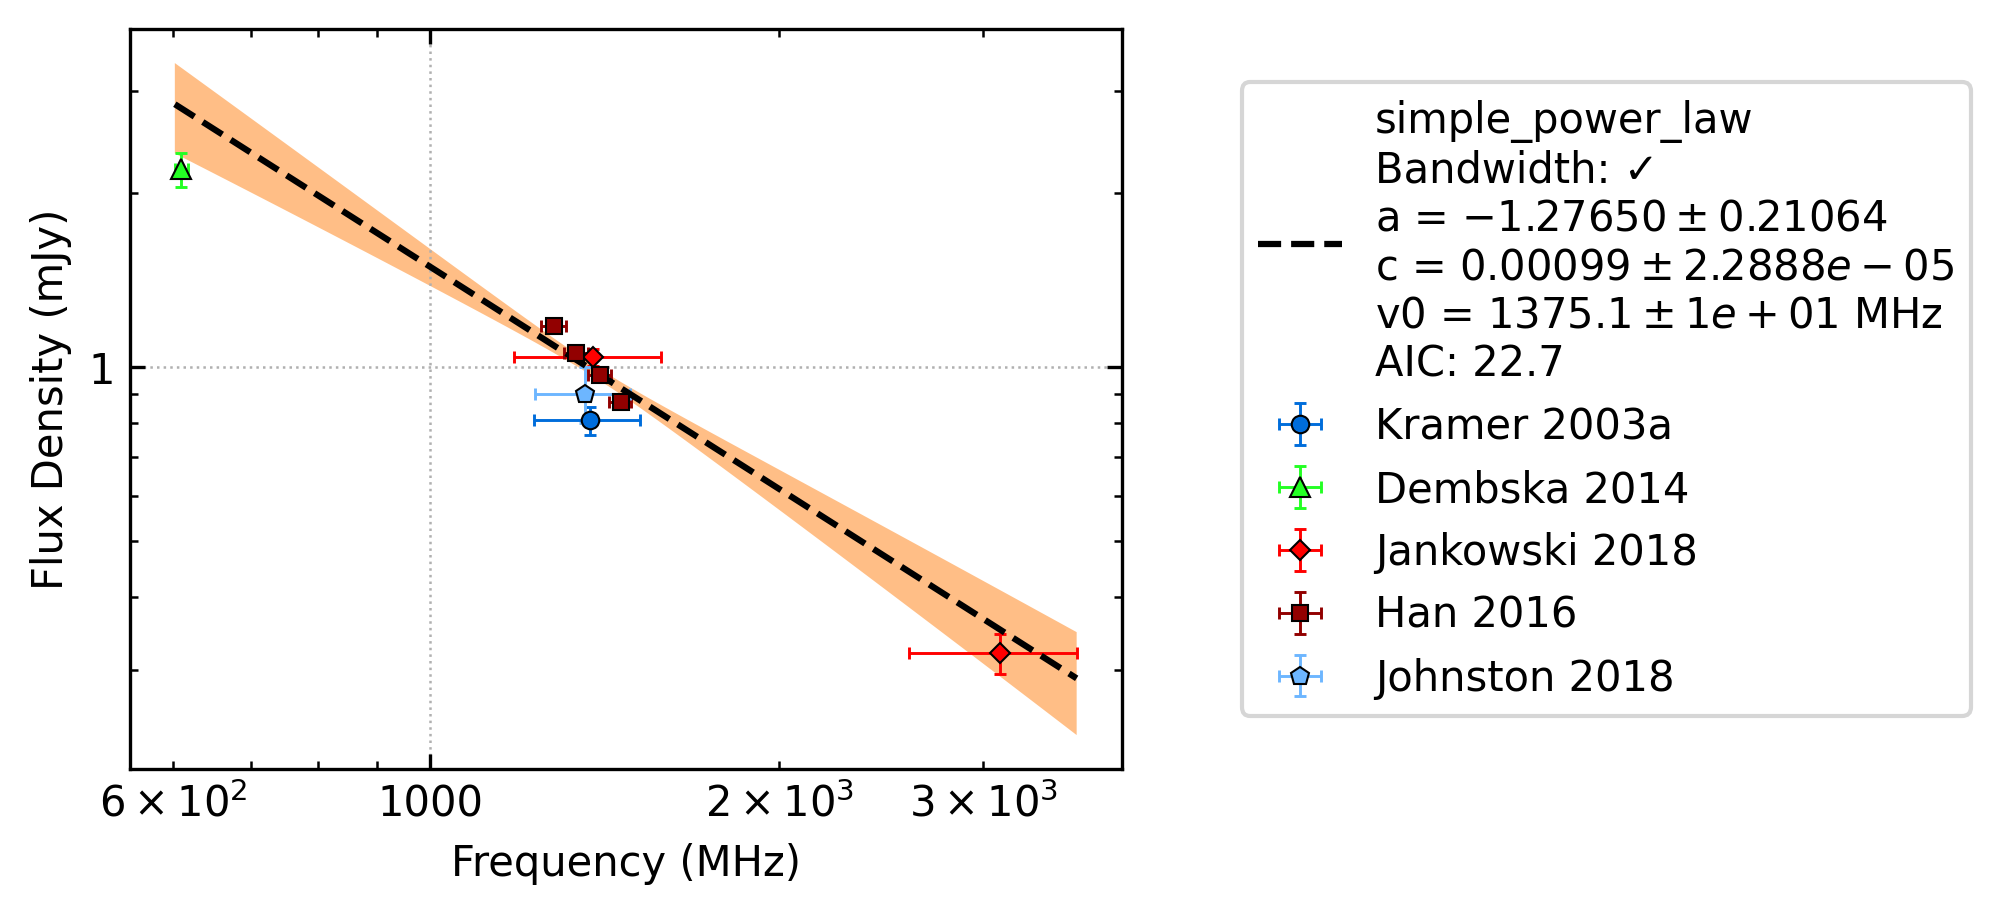 Flux Density (mJy)
1
6 × 10²
1000
2 × 10³
3 × 10³
Frequency (MHz)
simple_power_law
Bandwidth: ✓
a = −1.27650 ± 0.21064
c = 0.00099 ± 2.2888e − 05
v0 = 1375.1 ± 1e + 01 MHz
AIC: 22.7
Kramer 2003a
Dembska 2014
Jankowski 2018
Han 2016
Johnston 2018